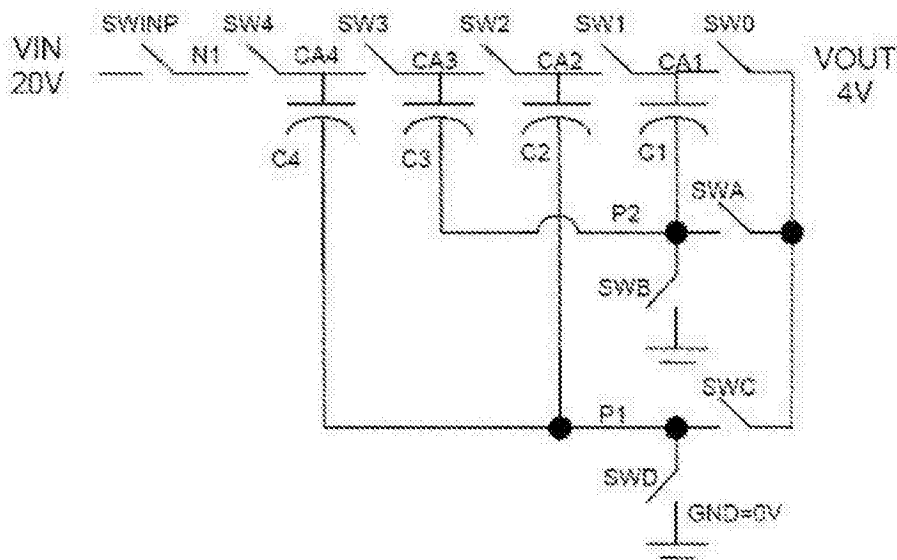 SWINP SW4 SW3 SW2 SW1 SW0
VIN
20V
N1 CA4 CA3 CA2 CA1
VOUT
4V
C4 C3 C2 C1
P2 SWA
SWB
SWC
P1
SWD
GND=0V